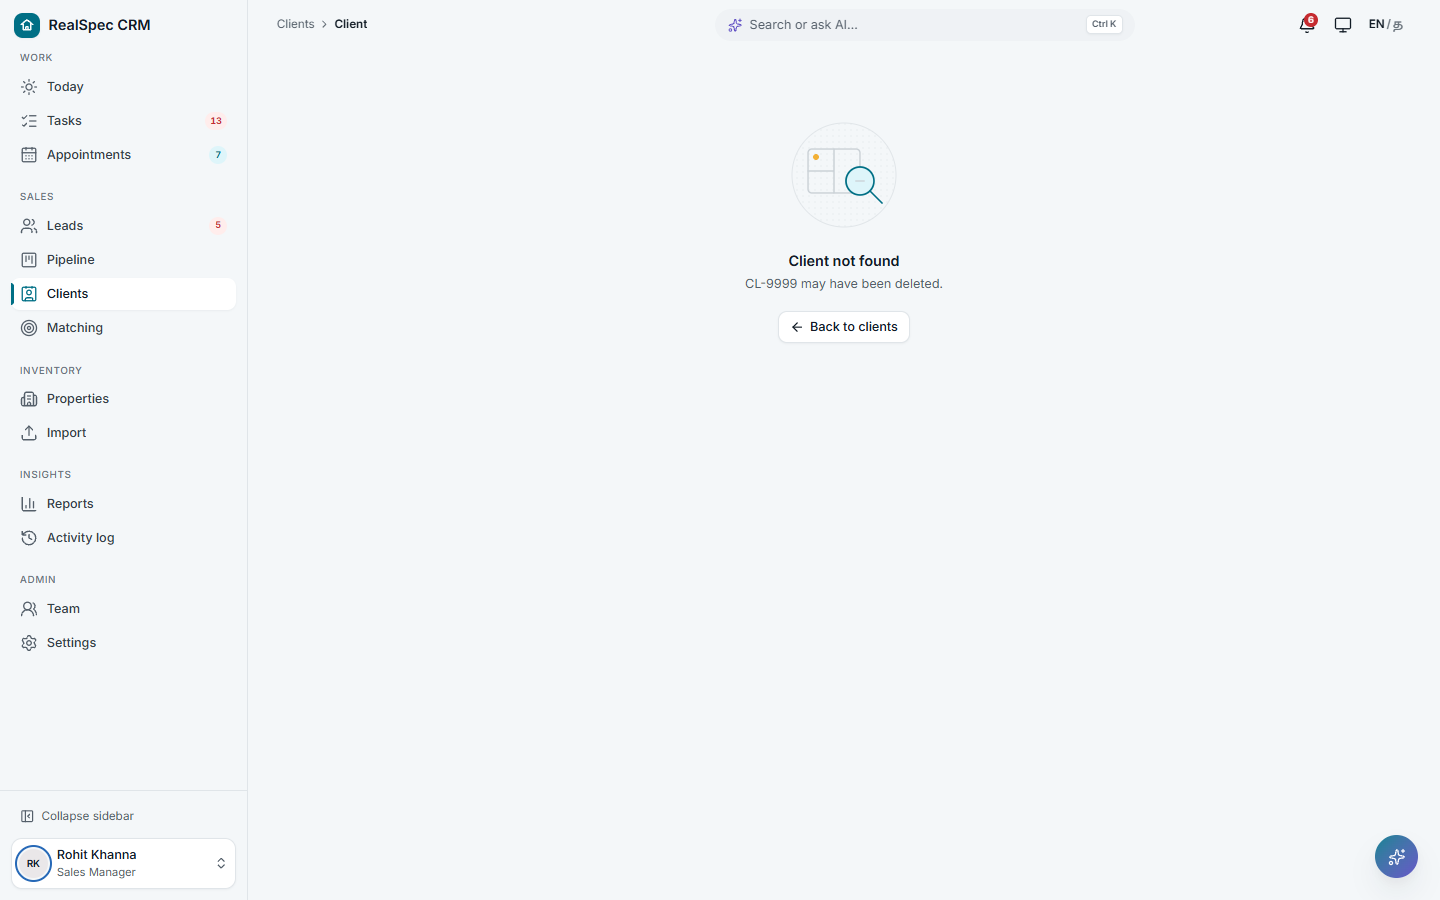 RealSpec CRM
WORK
Today
Tasks 13
Appointments 7
SALES
Leads 5
Pipeline
Clients
Matching
INVENTORY
Properties
Import
INSIGHTS
Reports
Activity log
ADMIN
Team
Settings
Collapse sidebar
RK
Rohit Khanna
Sales Manager
Clients > Client
Search or ask AI... Ctrl K
6
EN / த
Client not found
CL-9999 may have been deleted.
Back to clients